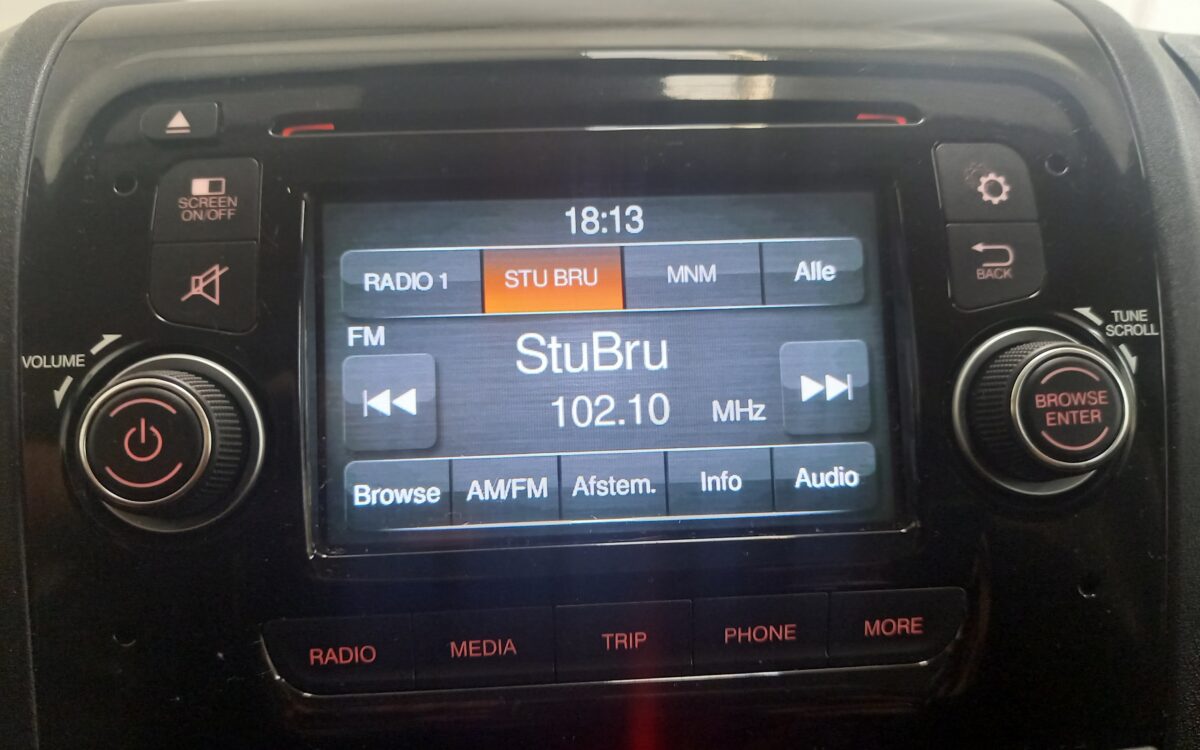 SCREEN
ON/OFF
BACK
VOLUME
TUNE
SCROLL
BROWSE
ENTER
18:13
RADIO 1 STU BRU MNM Alle
FM
StuBru
102.10 MHz
Browse AM/FM Afstem. Info Audio
RADIO MEDIA TRIP PHONE MORE